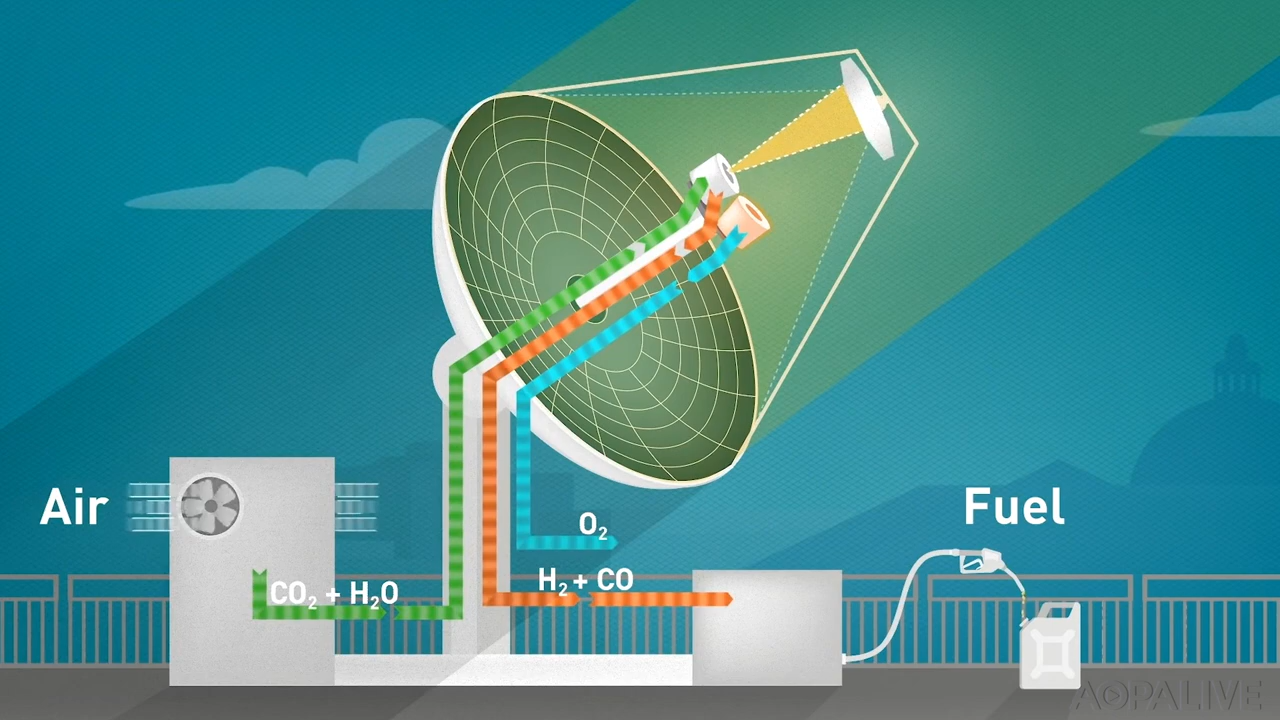 Air
CO₂ + H₂O
O₂
H₂ + CO
Fuel
AOPALIVE